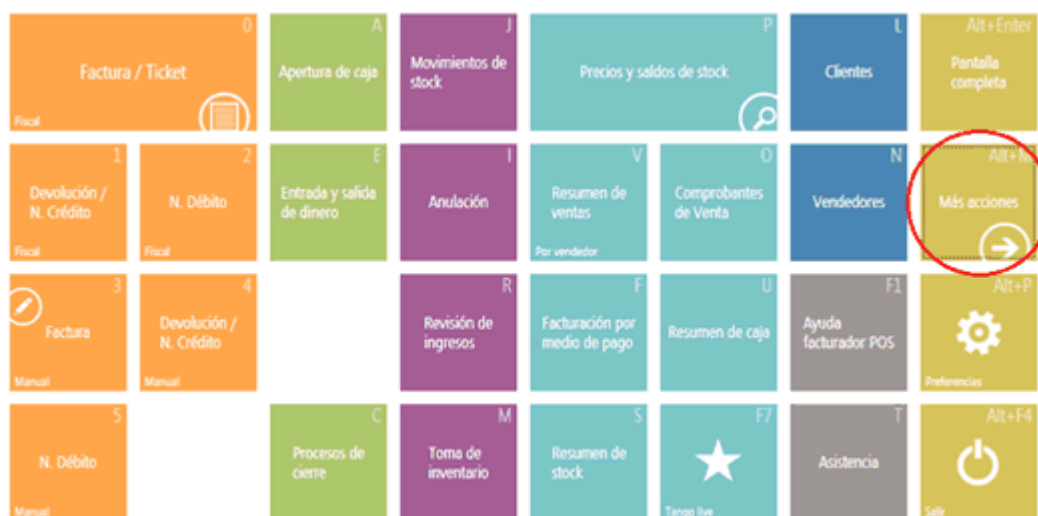 0
Factura / Ticket
Fiscal
A
Apertura de caja
J
Movimientos de
stock
P
Precios y saldos de stock
L
Clientes
Alt+Enter
Pantalla
completa
1
Devolución /
N. Crédito
Fiscal
2
N. Débito
Fiscal
E
Entrada y salida
de dinero
I
Anulación
V
Resumen de
ventas
Por vendedor
O
Comprobantes
de Venta
N
Vendedores
Alt+M
Más acciones
3
Factura
Manual
4
Devolución /
N. Crédito
Manual
R
Revisión de
ingresos
F
Facturación por
medio de pago
U
Resumen de caja
F1
Ayuda
facturador POS
Alt+P
Preferencias
5
N. Débito
Manual
C
Procesos de
cierre
M
Toma de
inventario
S
Resumen de
stock
F7
Tango live
T
Asistencia
Alt+F4
Salir